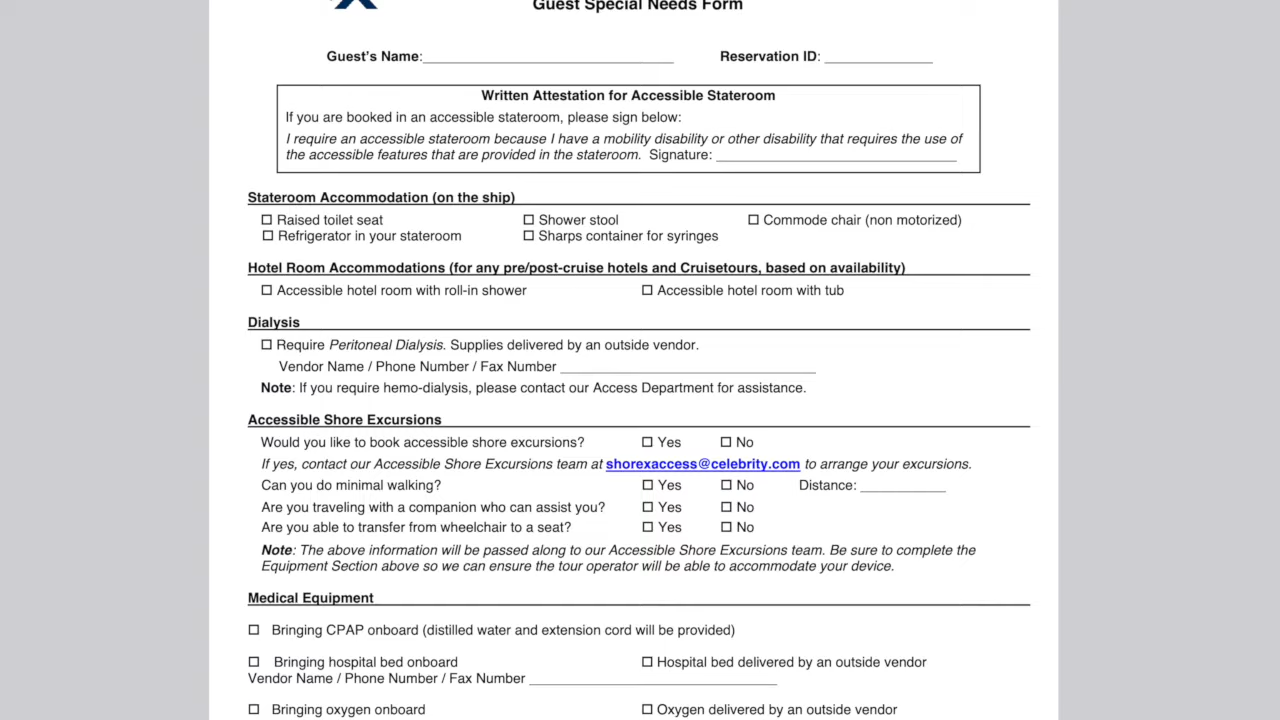 Guest Special Needs Form
Guest's Name:________________________________ Reservation ID: ______________
Written Attestation for Accessible Stateroom
If you are booked in an accessible stateroom, please sign below:
I require an accessible stateroom because I have a mobility disability or other disability that requires the use of
the accessible features that are provided in the stateroom. Signature: _______________________________
Stateroom Accommodation (on the ship)
☐ Raised toilet seat ☐ Shower stool ☐ Commode chair (non motorized)
☐ Refrigerator in your stateroom ☐ Sharps container for syringes
Hotel Room Accommodations (for any pre/post-cruise hotels and Cruisetours, based on availability)
☐ Accessible hotel room with roll-in shower ☐ Accessible hotel room with tub
Dialysis
☐ Require Peritoneal Dialysis. Supplies delivered by an outside vendor.
Vendor Name / Phone Number / Fax Number _________________________________
Note: If you require hemo-dialysis, please contact our Access Department for assistance.
Accessible Shore Excursions
Would you like to book accessible shore excursions? ☐ Yes ☐ No
If yes, contact our Accessible Shore Excursions team at shorexaccess@celebrity.com to arrange your excursions.
Can you do minimal walking? ☐ Yes ☐ No Distance: ___________
Are you traveling with a companion who can assist you? ☐ Yes ☐ No
Are you able to transfer from wheelchair to a seat? ☐ Yes ☐ No
Note: The above information will be passed along to our Accessible Shore Excursions team. Be sure to complete the
Equipment Section above so we can ensure the tour operator will be able to accommodate your device.
Medical Equipment
☐ Bringing CPAP onboard (distilled water and extension cord will be provided)
☐ Bringing hospital bed onboard ☐ Hospital bed delivered by an outside vendor
Vendor Name / Phone Number / Fax Number ________________________________
☐ Bringing oxygen onboard ☐ Oxygen delivered by an outside vendor